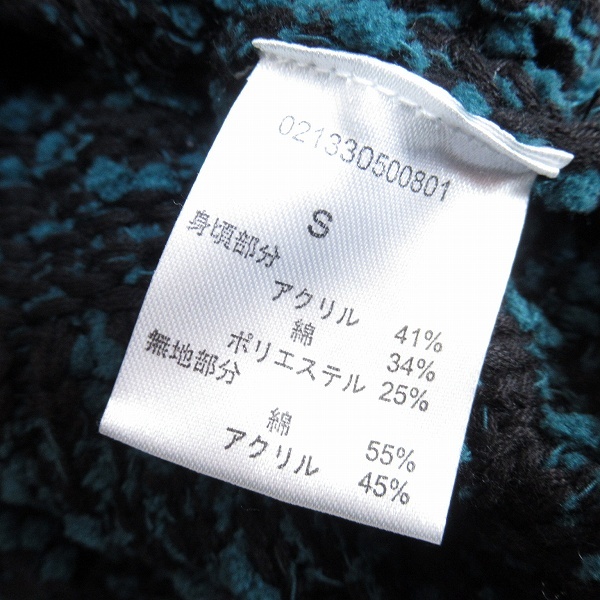 021330500801
S
身頃部分
アクリル 41%
綿 34%
ポリエステル 25%
無地部分
綿 55%
アクリル 45%